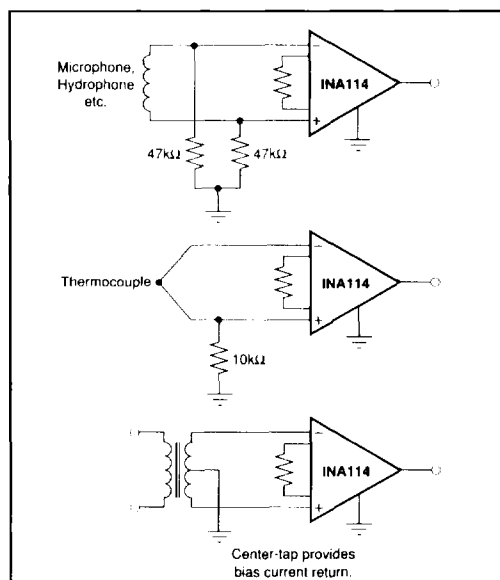 Microphone,
Hydrophone
etc.
−
INA114
+
47kΩ
47kΩ
−
Thermocouple
INA114
+
10kΩ
−
INA114
+
Center-tap provides
bias current return.